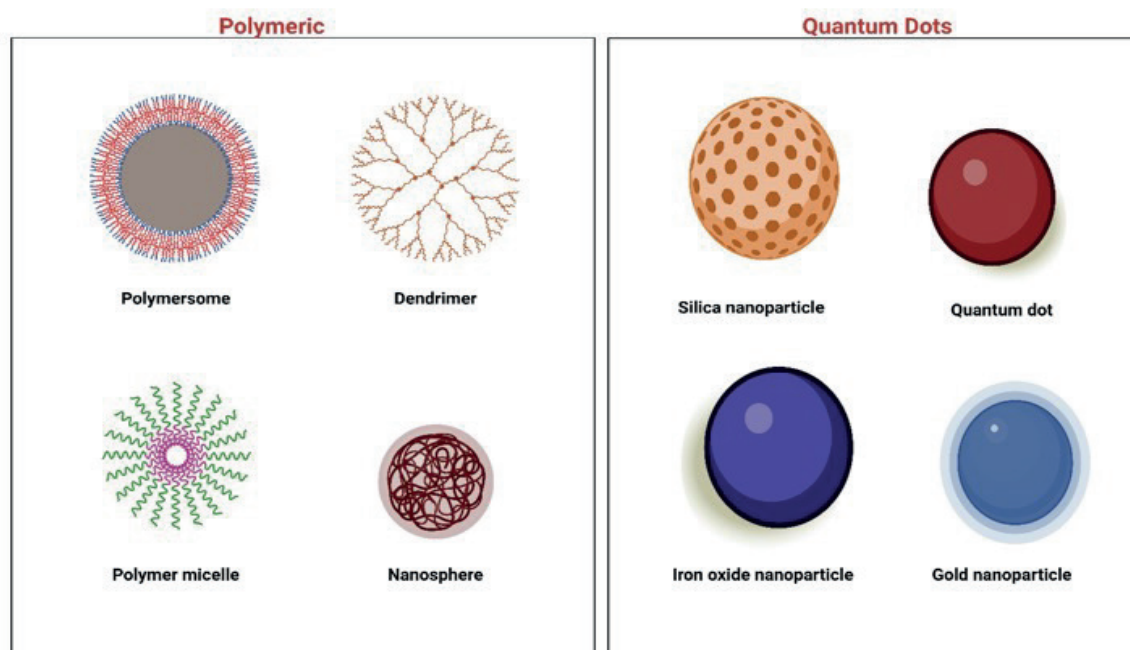 Polymeric
Polymersome
Dendrimer
Polymer micelle
Nanosphere
Quantum Dots
Silica nanoparticle
Quantum dot
Iron oxide nanoparticle
Gold nanoparticle